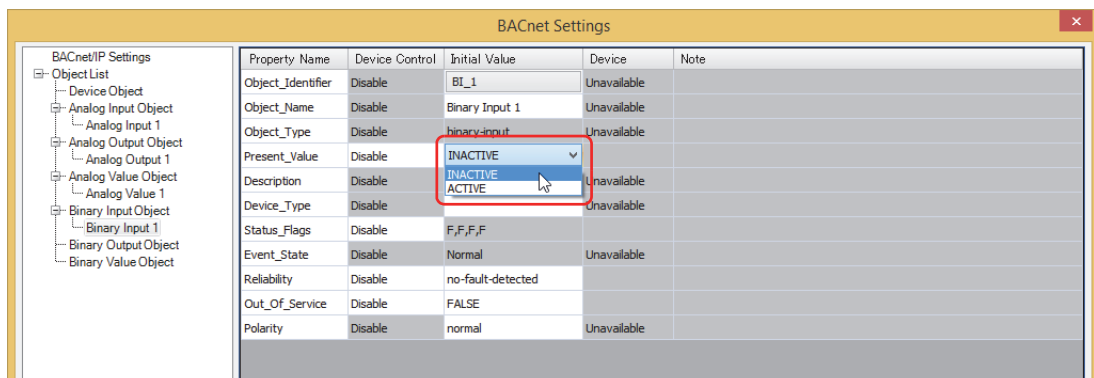 BACnet Settings
×
BACnet/IP Settings
Object List
Device Object
Analog Input Object
Analog Input 1
Analog Output Object
Analog Output 1
Analog Value Object
Analog Value 1
Binary Input Object
Binary Input 1
Binary Output Object
Binary Value Object
Property Name Device Control Initial Value Device Note
Object_Identifier Disable BI_1 Unavailable
Object_Name Disable Binary Input 1 Unavailable
Object_Type Disable binary-input Unavailable
Present_Value Disable INACTIVE
INACTIVE
Description Disable Unavailable
ACTIVE
Device_Type Disable Unavailable
Status_Flags Disable F,F,F,F
Event_State Disable Normal Unavailable
Reliability Disable no-fault-detected
Out_Of_Service Disable FALSE
Polarity Disable normal Unavailable